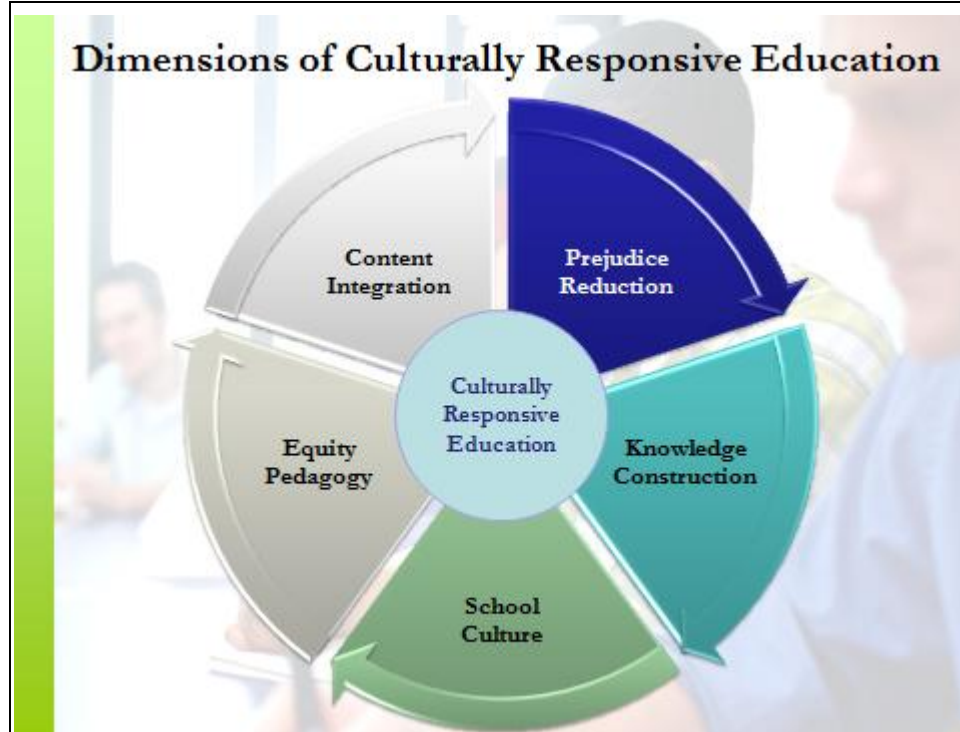 Dimensions of Culturally Responsive Education
Content
Integration
Prejudice
Reduction
Culturally
Responsive
Education
Equity
Pedagogy
Knowledge
Construction
School
Culture